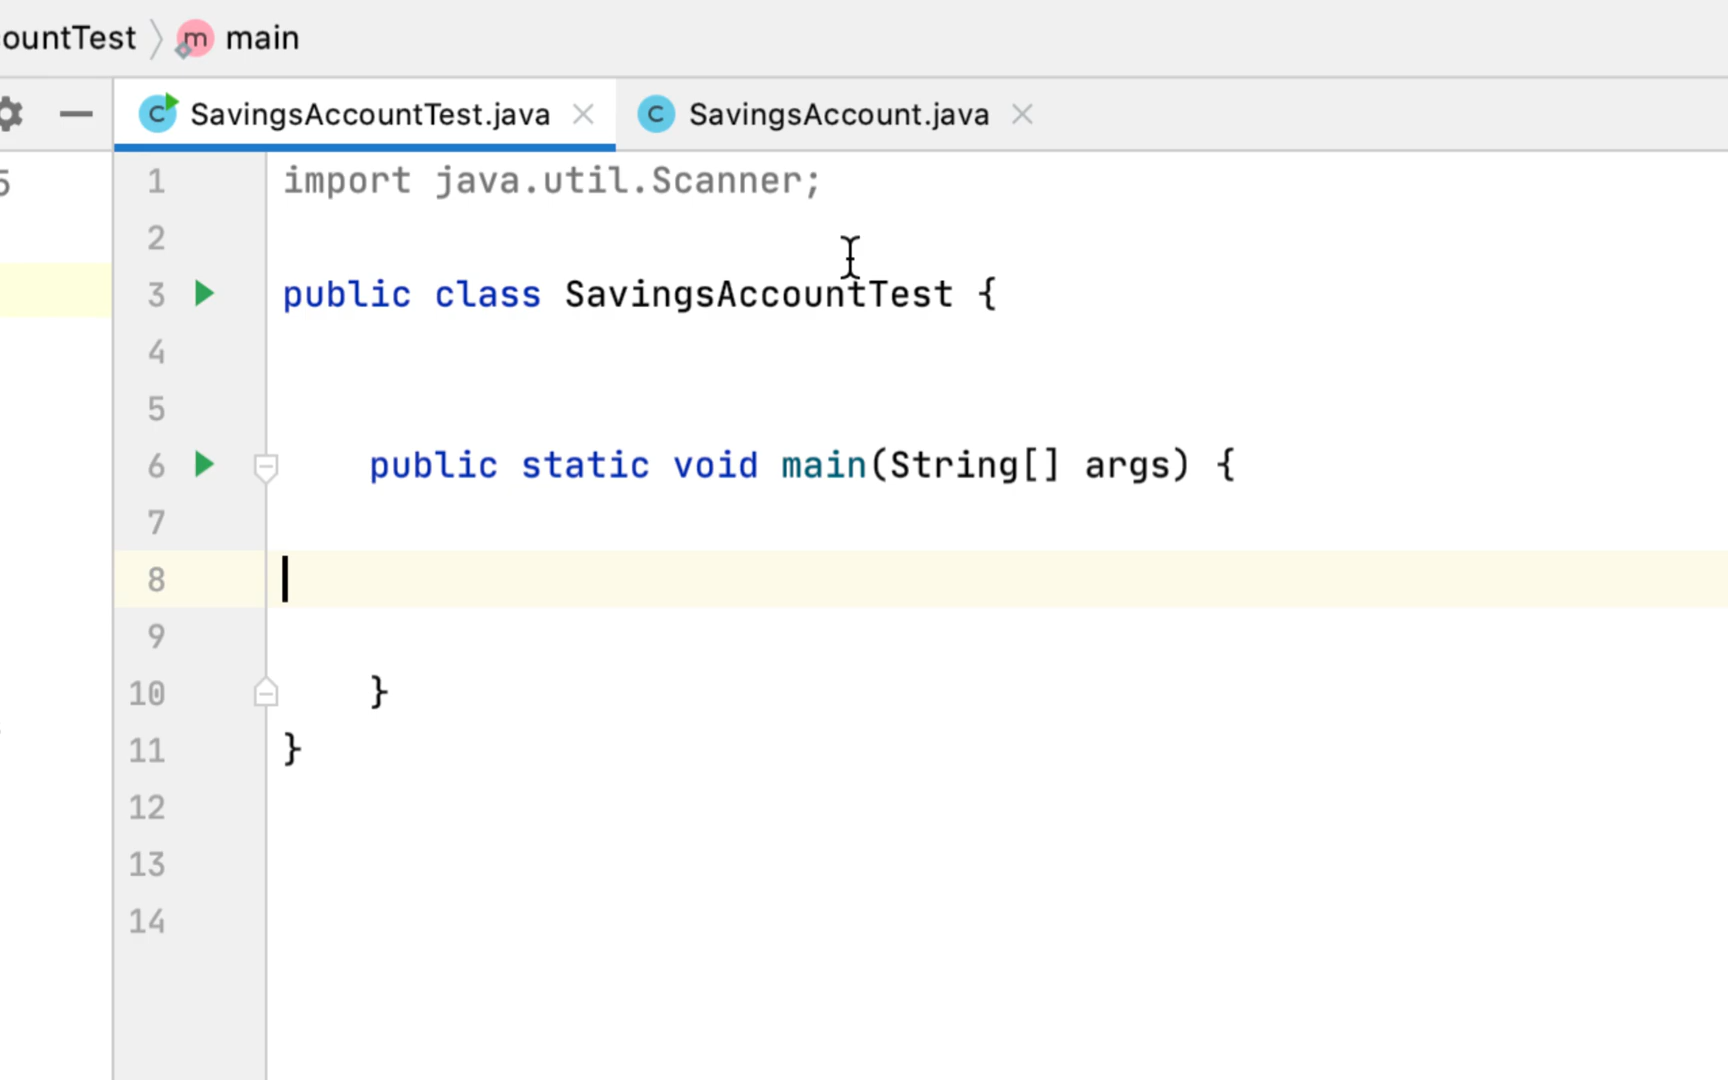 ountTest 〉 m main
C SavingsAccountTest.java × C SavingsAccount.java ×
5
1 import java.util.Scanner;
2
3 public class SavingsAccountTest {
4
5
6 public static void main(String[] args) {
7
8
9
10 }
11 }
12
13
14